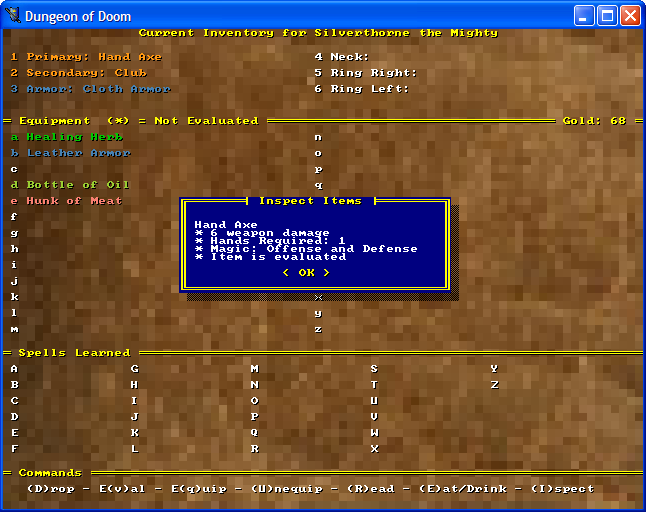 Dungeon of Doom
Current Inventory for Silverthorne the Mighty
1 Primary: Hand Axe 4 Neck:
2 Secondary: Club 5 Ring Right:
3 Armor: Cloth Armor 6 Ring Left:
Equipment (*) = Not Evaluated Gold: 68
a Healing Herb n
b Leather Armor o
c p
d Bottle of Oil q
e Hunk of Meat
f
g
h
i
j
k x
l y
m z
Inspect Items
Hand Axe
* 6 weapon damage
* Hands Required: 1
* Magic: Offense and Defense
* Item is evaluated
< OK >
Spells Learned
A G M S Y
B H N T Z
C I O U
D J P V
E K Q W
F L R X
Commands
(D)rop - E(v)al - E(q)uip - (U)nequip - (R)ead - (E)at/Drink - (I)spect